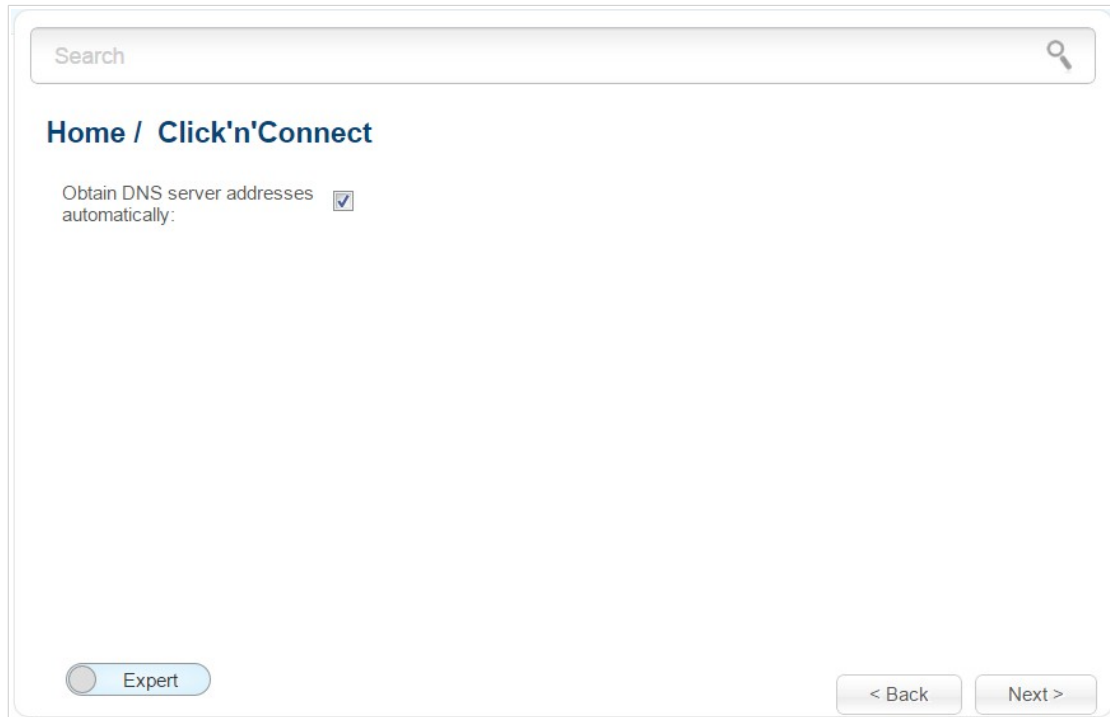 Search
Home / Click'n'Connect
Obtain DNS server addresses
automatically:
Expert
< Back
Next >